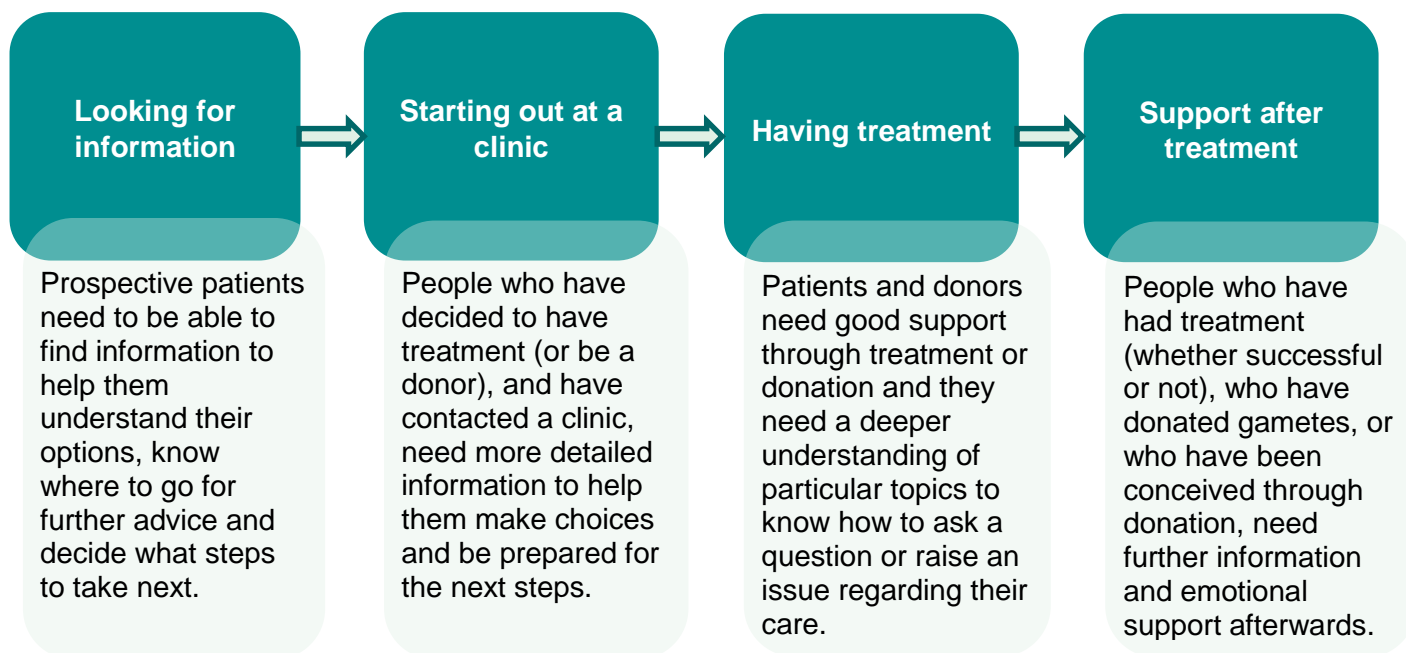 Looking for
information
Prospective patients
need to be able to
find information to
help them
understand their
options, know
where to go for
further advice and
decide what steps
to take next.
Starting out at a
clinic
People who have
decided to have
treatment (or be a
donor), and have
contacted a clinic,
need more detailed
information to help
them make choices
and be prepared for
the next steps.
Having treatment
Patients and donors
need good support
through treatment or
donation and they
need a deeper
understanding of
particular topics to
know how to ask a
question or raise an
issue regarding their
care.
Support after
treatment
People who have
had treatment
(whether successful
or not), who have
donated gametes, or
who have been
conceived through
donation, need
further information
and emotional
support afterwards.